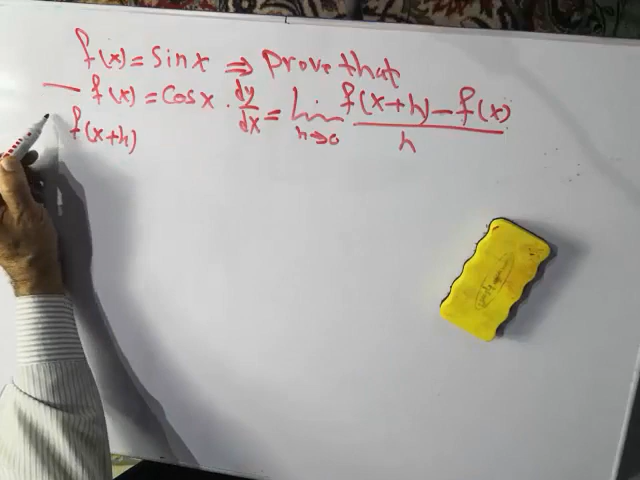 f(x) = sin x ⇒ Prove that
— f(x) = cos x . dy/dx = lim h→0 f(x+h) − f(x) / h
f(x+h)